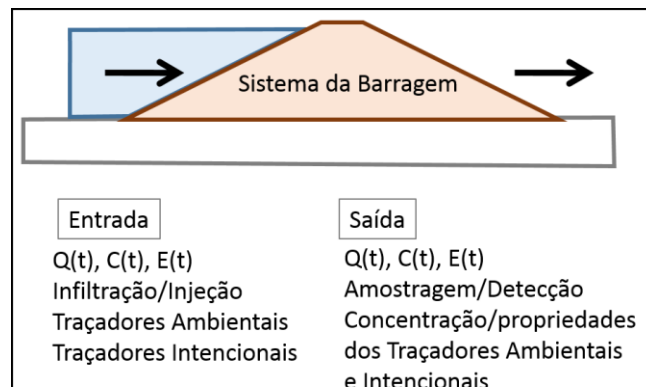 Sistema da Barragem
Entrada
Q(t), C(t), E(t)
Infiltração/Injeção
Traçadores Ambientais
Traçadores Intencionais
Saída
Q(t), C(t), E(t)
Amostragem/Detecção
Concentração/propriedades
dos Traçadores Ambientais
e Intencionais